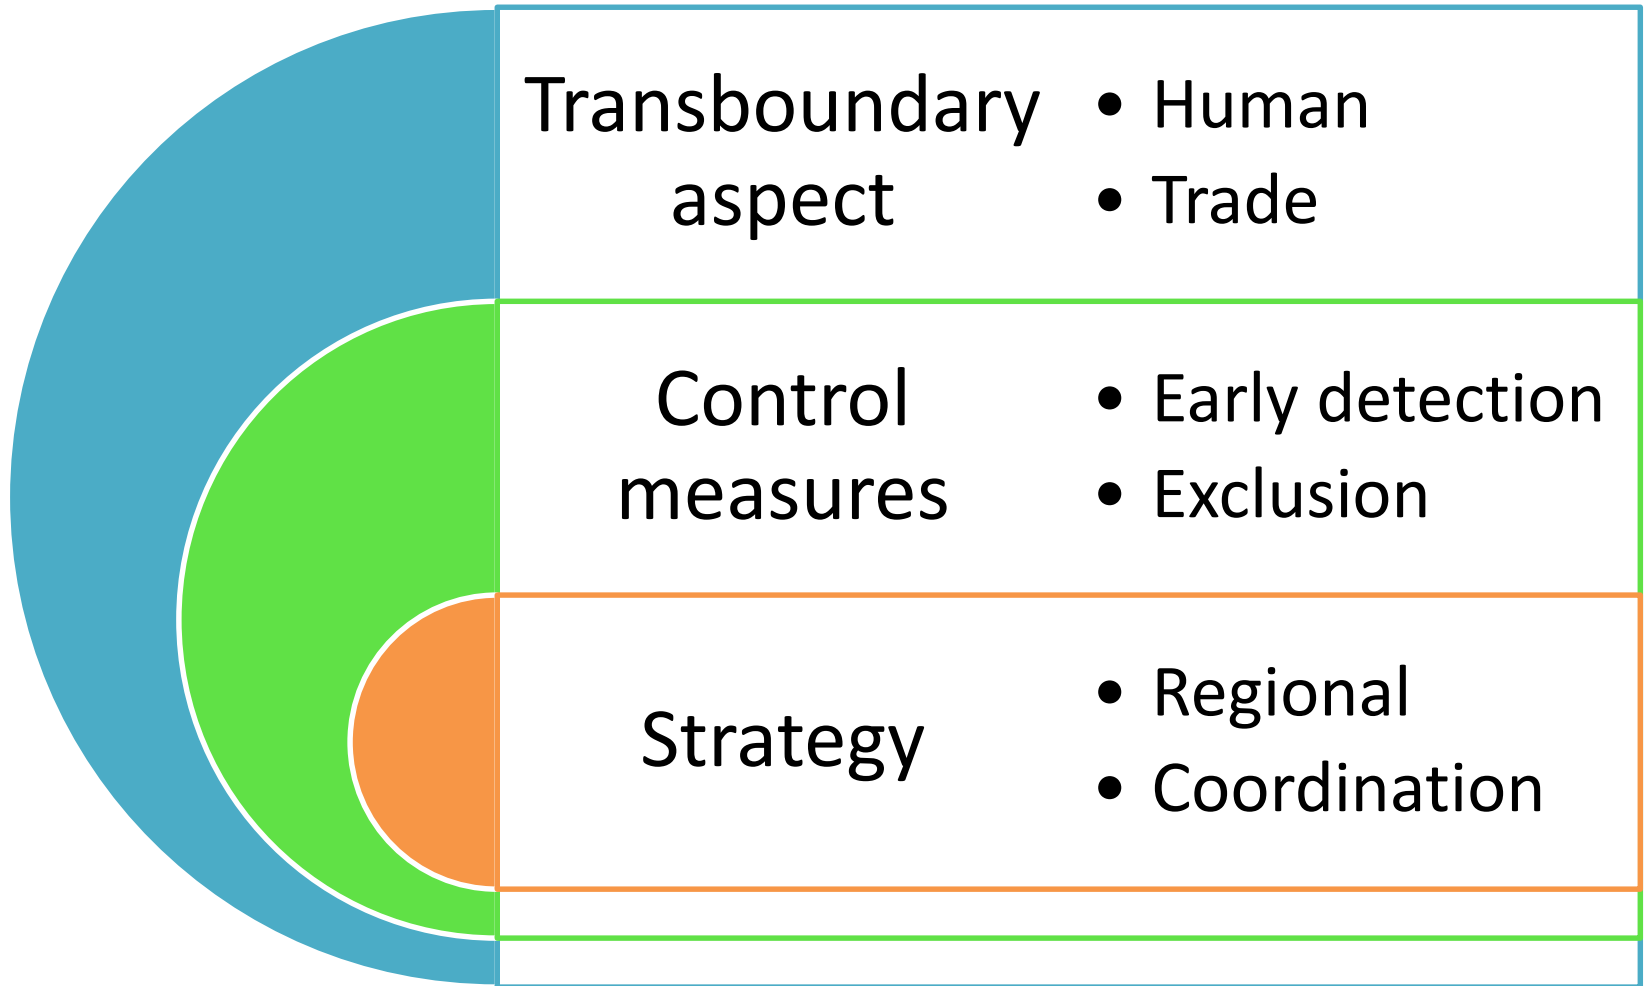 Transboundary
aspect
• Human
• Trade
Control
measures
• Early detection
• Exclusion
Strategy
• Regional
• Coordination